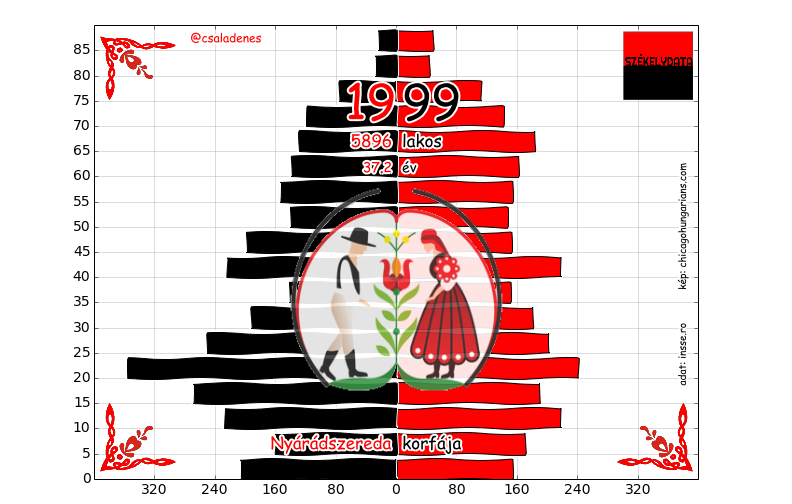 @csaladenes
SZÉKELYDATA
1999
5896 lakos
37,2 év
kép: chicagohungarians.com
adat: insse.ro
Nyárádszereda korfája
85
80
75
70
65
60
55
50
45
40
35
30
25
20
15
10
5
0
320 240 160 80 0 80 160 240 320